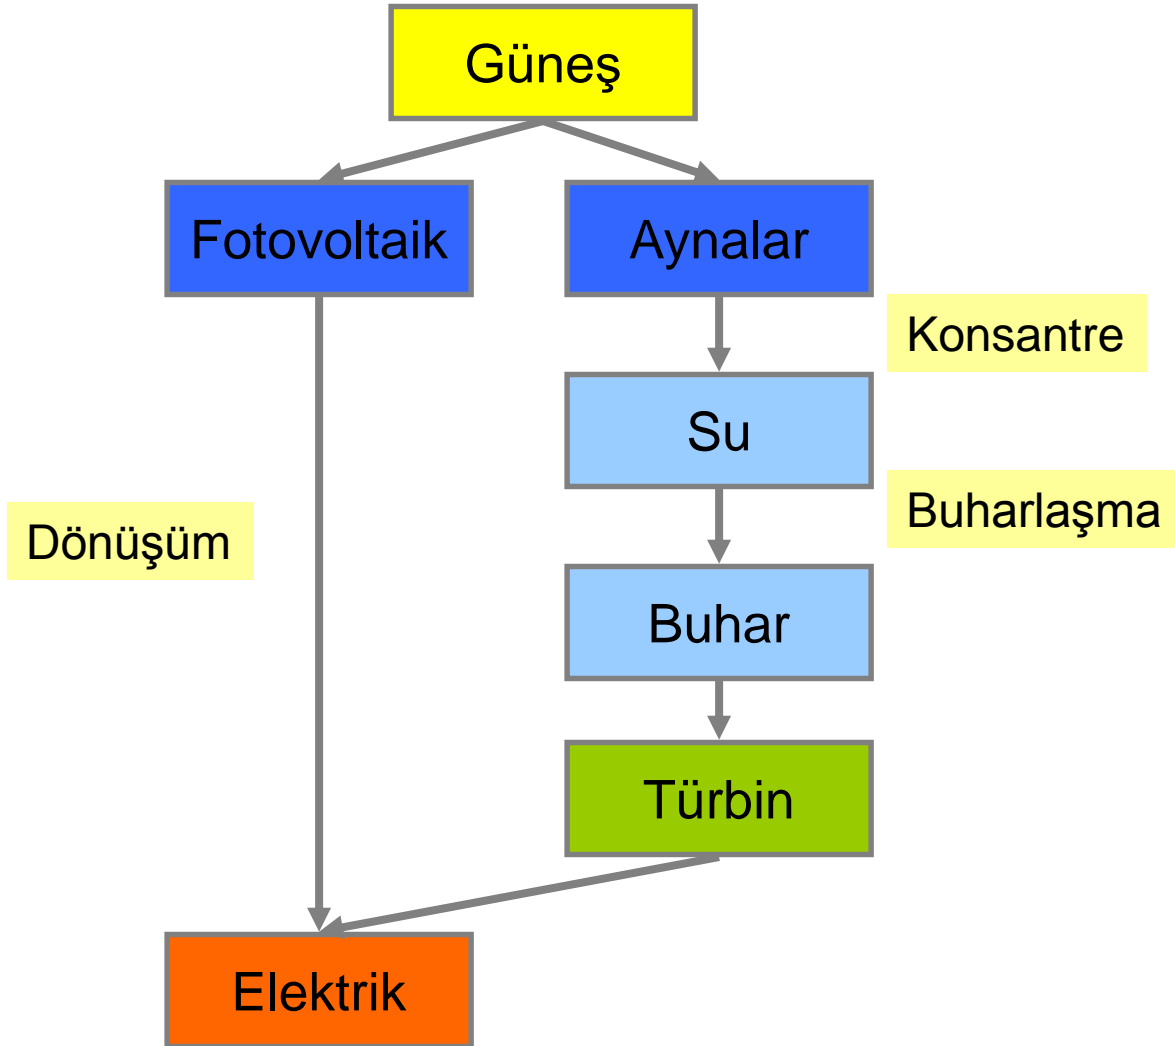 Güneş
Fotovoltaik
Aynalar
Konsantre
Su
Buharlaşma
Dönüşüm
Buhar
Türbin
Elektrik